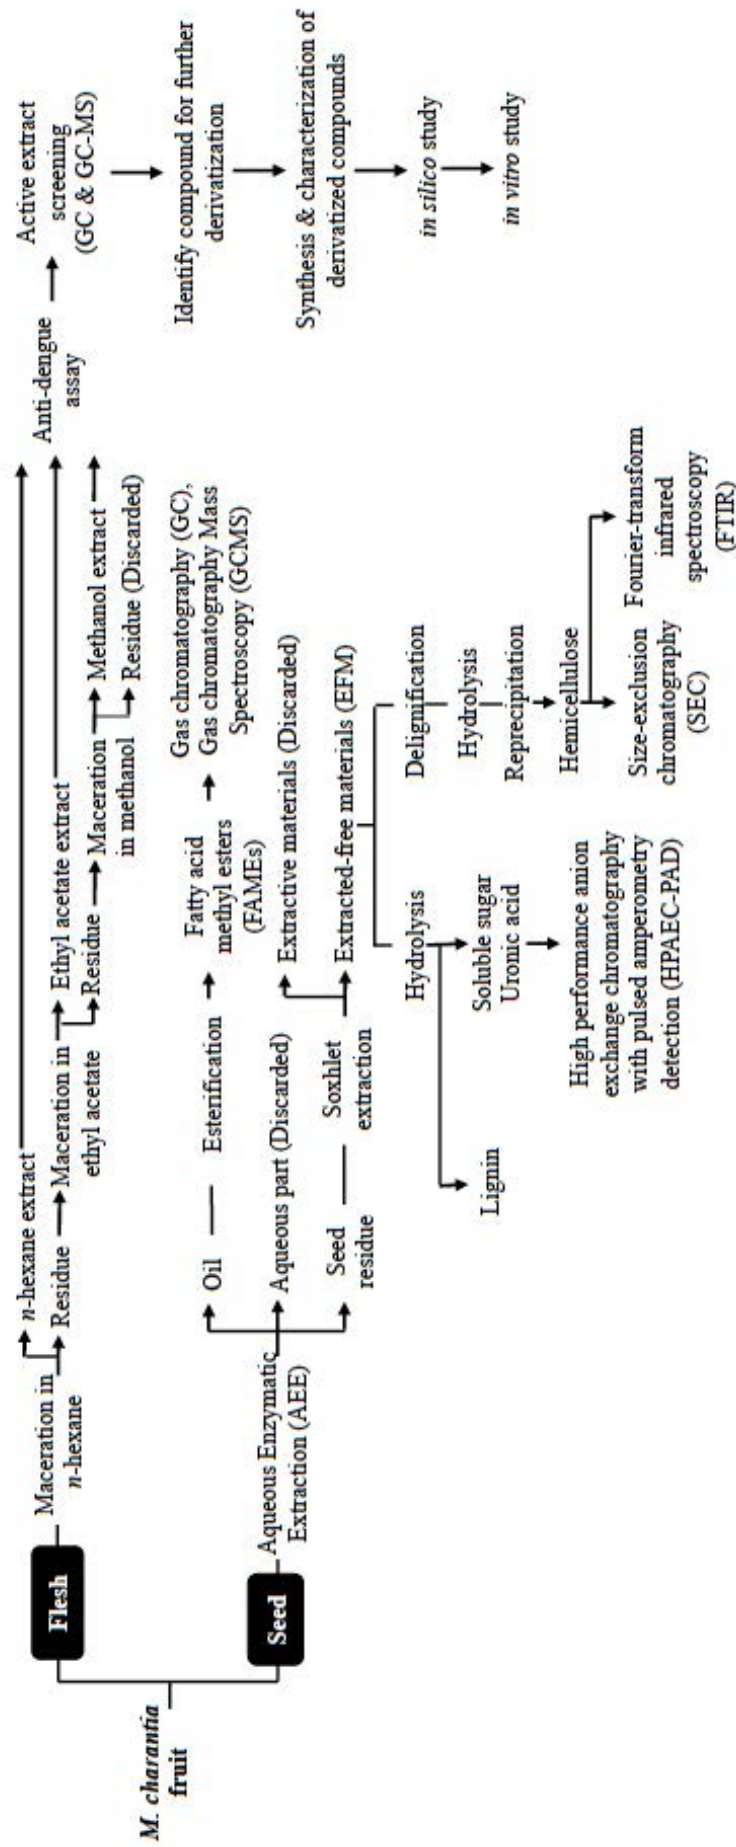 M. charantia
fruit
Flesh
Maceration in
n-hexane
n-hexane extract
Residue
Maceration in
ethyl acetate
Ethyl acetate extract
Residue
Maceration
in methanol
Methanol extract
Residue (Discarded)
Anti-dengue
assay
Active extract
screening
(GC & GC-MS)
Identify compound for further
derivatization
Synthesis & characterization of
derivatized compounds
in silico study
in vitro study
Seed
Aqueous Enzymatic
Extraction (AEE)
Oil
Esterification
Fatty acid
methyl esters
(FAMEs)
Gas chromatography (GC),
Gas chromatography Mass
Spectroscopy (GCMS)
Aqueous part (Discarded)
Seed
residue
Soxhlet
extraction
Extractive materials (Discarded)
Extracted-free materials (EFM)
Hydrolysis
Lignin
Soluble sugar
Uronic acid
High performance anion
exchange chromatography
with pulsed amperometry
detection (HPAEC-PAD)
Delignification
Hydrolysis
Reprecipitation
Hemicellulose
Size-exclusion
chromatography
(SEC)
Fourier-transform
infrared
spectroscopy
(FTIR)